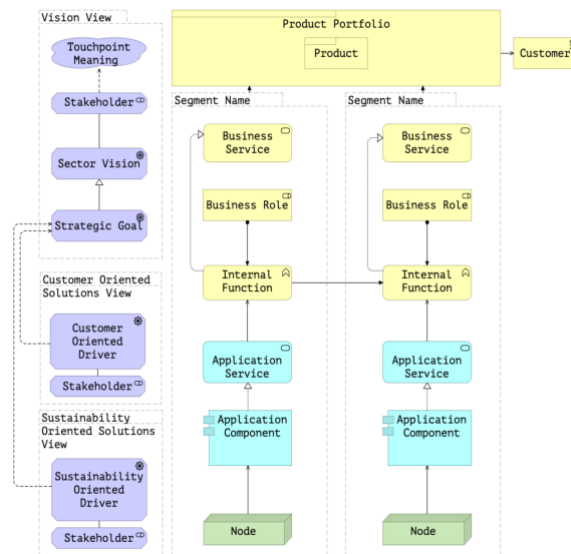 Vision View
Touchpoint
Meaning
Stakeholder
Sector Vision
Strategic Goal
Customer Oriented
Solutions View
Customer
Oriented
Driver
Stakeholder
Sustainability
Oriented Solutions
View
Sustainability
Oriented
Driver
Stakeholder
Product Portfolio
Product
Customer
Segment Name
Business
Service
Business Role
Internal
Function
Application
Service
Application
Component
Node
Segment Name
Business
Service
Business Role
Internal
Function
Application
Service
Application
Component
Node